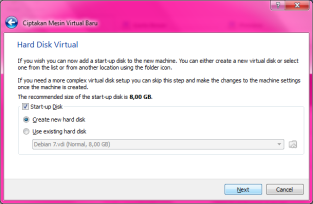 Ciptakan Mesin Virtual Baru
Hard Disk Virtual
If you wish you can now add a start-up disk to the new machine. You can either create a new virtual disk or select
one from the list or from another location using the folder icon.
If you need a more complex virtual disk setup you can skip this step and make the changes to the machine settings
once the machine is created.
The recommended size of the start-up disk is 8,00 GB.
Start-up Disk
Create new hard disk
Use existing hard disk
Debian 7.vdi (Normal, 8,00 GB)
Next
Cancel